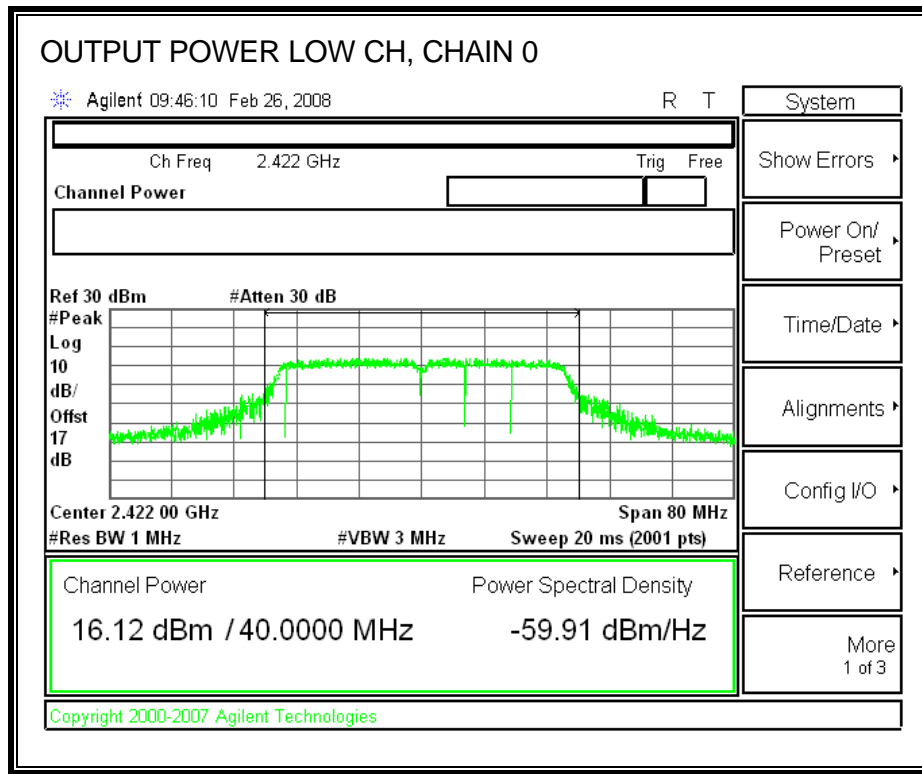 OUTPUT POWER LOW CH, CHAIN 0
Agilent 09:46:10 Feb 26, 2008 R T
System
Ch Freq 2.422 GHz Trig Free
Show Errors
Channel Power
Power On/
Preset
Ref 30 dBm #Atten 30 dB
#Peak
Log
10
dB/
Offst
17
dB
Time/Date
Alignments
Center 2.422 00 GHz Span 80 MHz
#Res BW 1 MHz #VBW 3 MHz Sweep 20 ms (2001 pts)
Config I/O
Channel Power Power Spectral Density
16.12 dBm / 40.0000 MHz -59.91 dBm/Hz
Reference
More
1 of 3
Copyright 2000-2007 Agilent Technologies